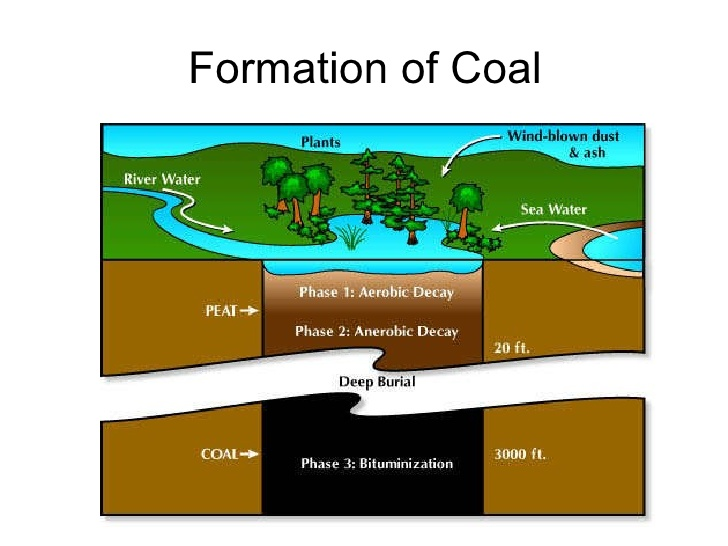 Formation of Coal
Plants
Wind-blown dust
& ash
River Water
Sea Water
Phase 1: Aerobic Decay
PEAT
Phase 2: Anerobic Decay
20 ft.
Deep Burial
COAL
3000 ft.
Phase 3: Bituminization